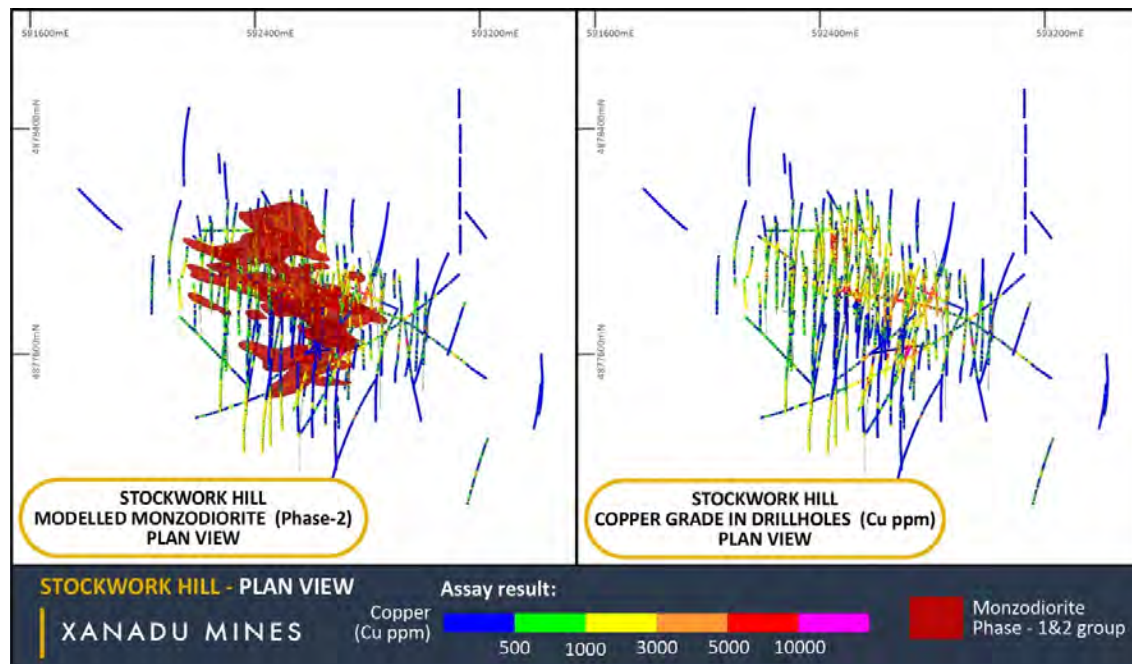 591600mE 592400mE 593200mE 591600mE 592400mE 593200mE
4878400mN 4878400mN
4877600mN 4877600mN
STOCKWORK HILL
MODELLED MONZODIORITE (Phase-2)
PLAN VIEW
STOCKWORK HILL
COPPER GRADE IN DRILLHOLES (Cu ppm)
PLAN VIEW
STOCKWORK HILL - PLAN VIEW
XANADU MINES
Assay result:
Copper
(Cu ppm)
500 1000 3000 5000 10000
Monzodiorite
Phase - 1&2 group